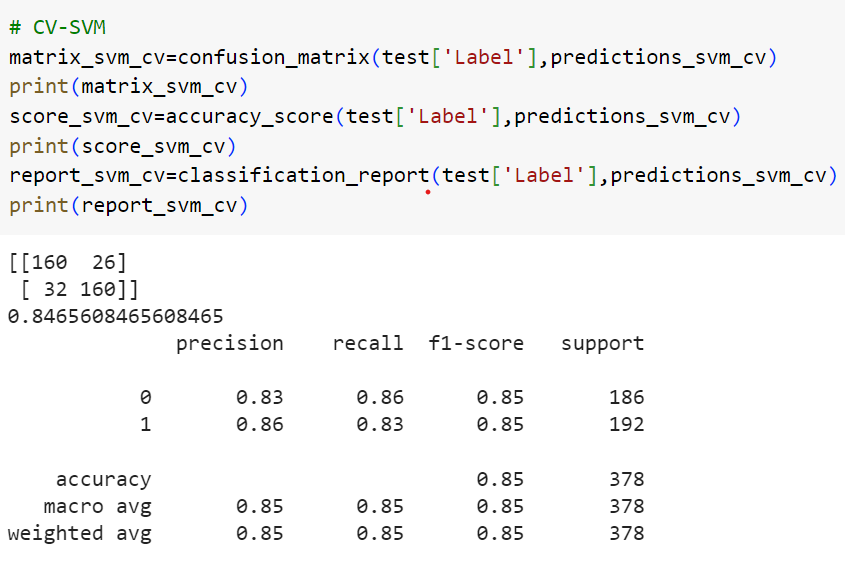 # CV-SVM
matrix_svm_cv=confusion_matrix(test['Label'],predictions_svm_cv)
print(matrix_svm_cv)
score_svm_cv=accuracy_score(test['Label'],predictions_svm_cv)
print(score_svm_cv)
report_svm_cv=classification_report(test['Label'],predictions_svm_cv)
print(report_svm_cv)
[[160  26]
 [ 32 160]]
0.8465608465608465
              precision    recall  f1-score   support
           0       0.83      0.86      0.85       186
           1       0.86      0.83      0.85       192
    accuracy                           0.85       378
   macro avg       0.85      0.85      0.85       378
weighted avg       0.85      0.85      0.85       378